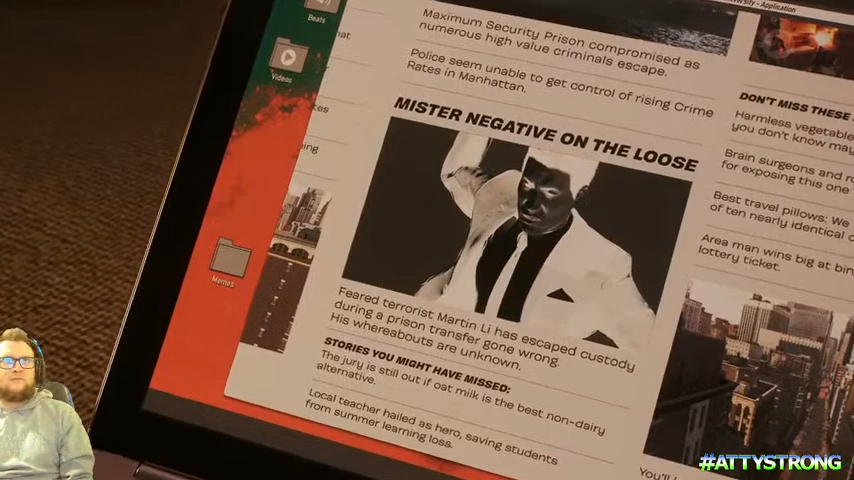 Beats
Videos
Memes
Maximum Security Prison compromised as
numerous high value criminals escape.
Police seem unable to get control of rising Crime
Rates in Manhattan.
MISTER NEGATIVE ON THE LOOSE
Feared terrorist Martin Li has escaped custody
during a prison transfer gone wrong.
His whereabouts are unknown.
STORIES YOU MIGHT HAVE MISSED:
The jury is still out if oat milk is the best non-dairy
alternative.
Local teacher hailed as hero, saving students
from summer learning loss.
- Application
DON'T MISS THESE
Harmless vegetable
you don't know
Brain surgeons and
for exposing this one
Best travel pillows: We
of ten nearly identical
Area man wins big at
lottery ticket.
You'll
#ATTYSTRONG